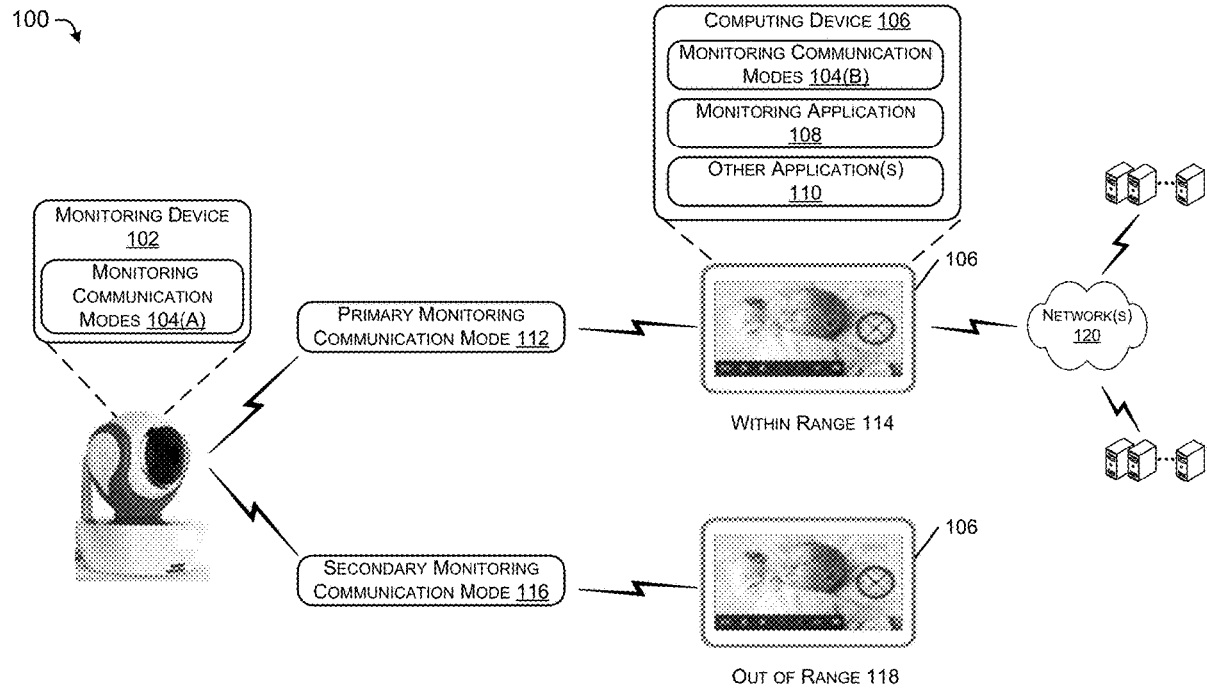 100
COMPUTING DEVICE 106
MONITORING COMMUNICATION
MODES 104(B)
MONITORING APPLICATION
108
OTHER APPLICATION(S)
110
MONITORING DEVICE
102
MONITORING
COMMUNICATION
MODES 104(A)
PRIMARY MONITORING
COMMUNICATION MODE 112
106
WITHIN RANGE 114
NETWORK(S)
120
SECONDARY MONITORING
COMMUNICATION MODE 116
106
OUT OF RANGE 118